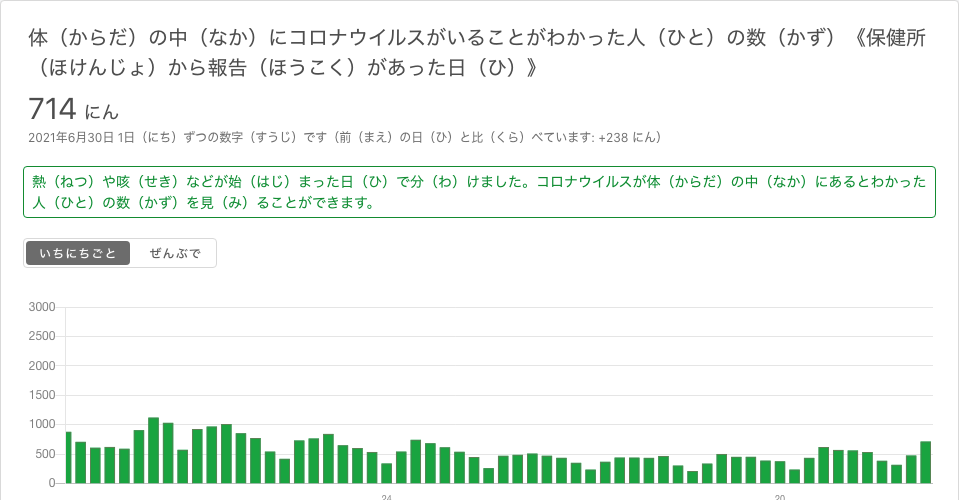 体（からだ）の中（なか）にコロナウイルスがいることがわかった人（ひと）の数（かず）《保健所
（ほけんじょ）から報告（ほうこく）があった日（ひ）》
714 にん
2021年6月30日 1日（にち）ずつの数字（すうじ）です（前（まえ）の日（ひ）と比（くら）べています: +238 にん）
熱（ねつ）や咳（せき）などが始（はじ）まった日（ひ）で分（わ）けました。コロナウイルスが体（からだ）の中（なか）にあるとわかった
人（ひと）の数（かず）を見（み）ることができます。
いちにちごと ぜんぶで
3000
2500
2000
1500
1000
500
0
24 20